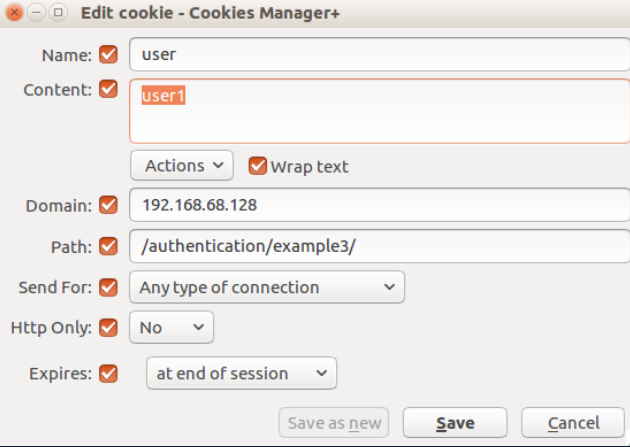 Edit cookie - Cookies Manager+
Name: user
Content: user1
Actions Wrap text
Domain: 192.168.68.128
Path: /authentication/example3/
Send For: Any type of connection
Http Only: No
Expires: at end of session
Save as new Save Cancel